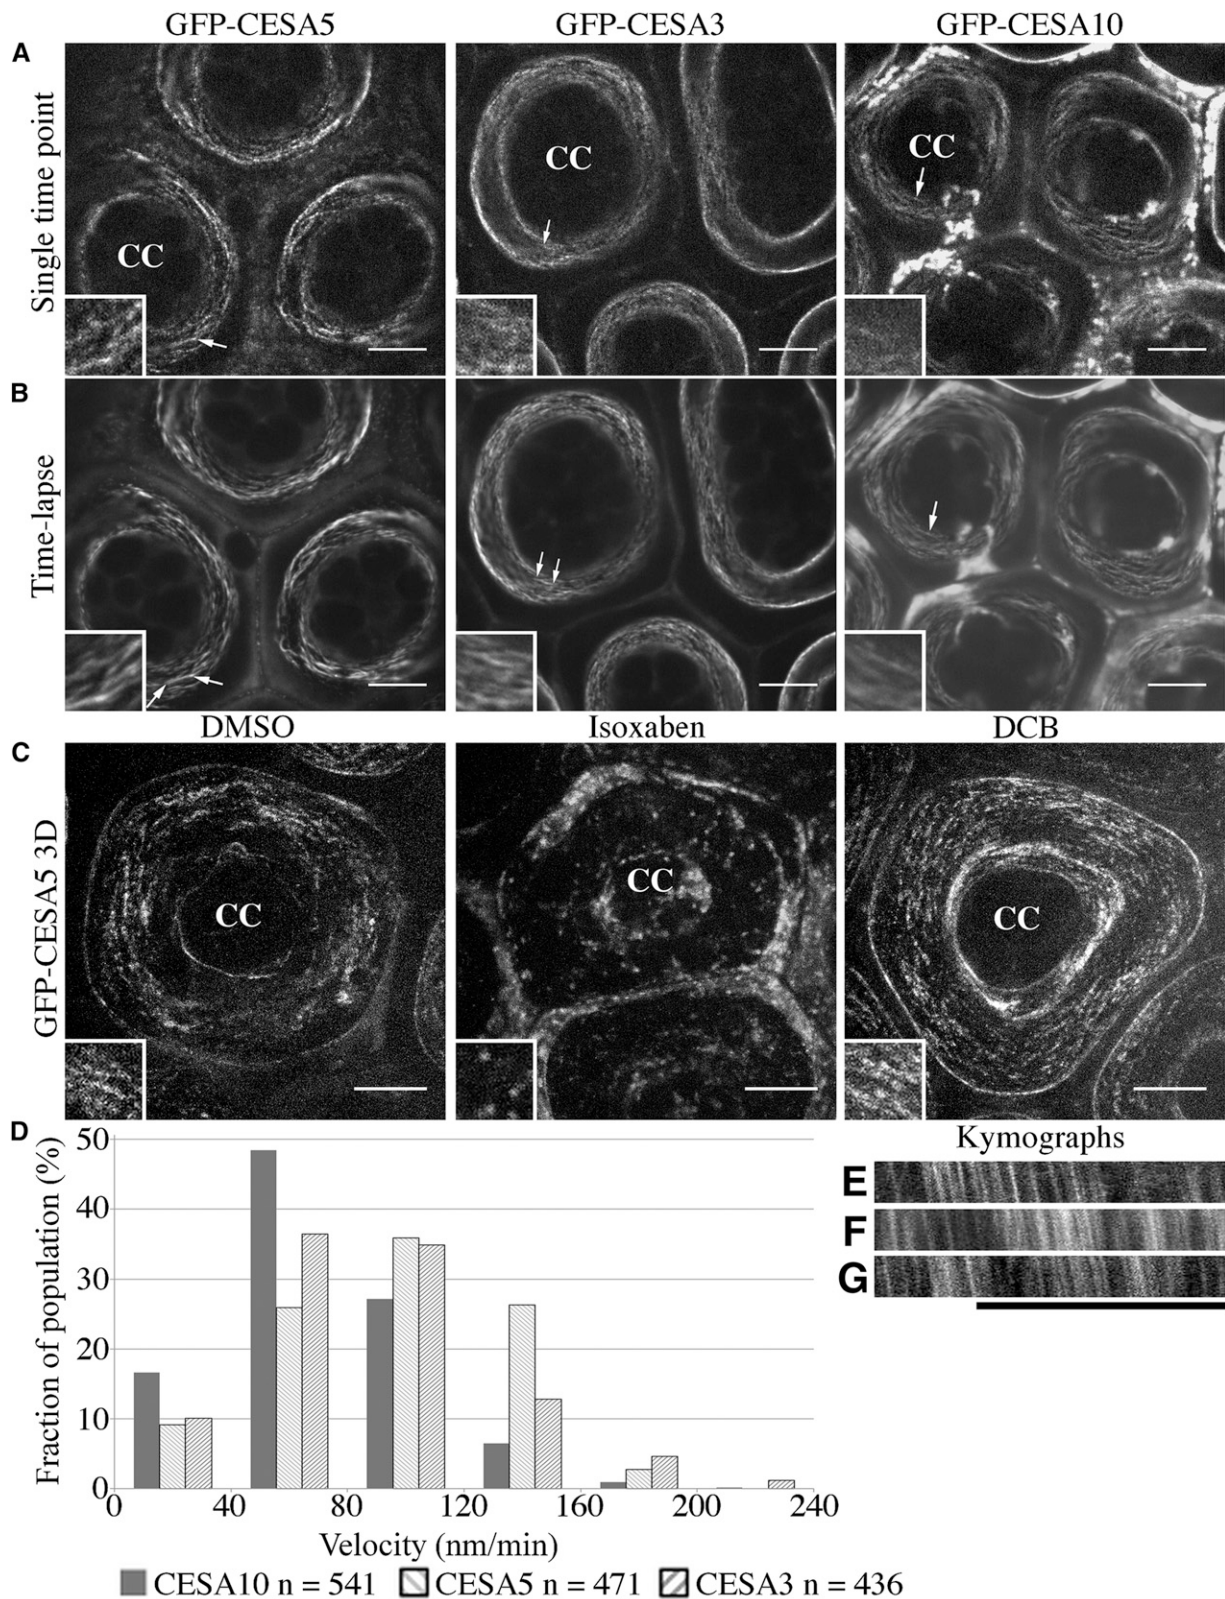 GFP-CESA5 GFP-CESA3 GFP-CESA10
A
Single time point
CC CC CC
B
Time-lapse
DMSO Isoxaben DCB
C
GFP-CESA5 3D
CC CC CC
D
Fraction of population (%)
50
40
30
20
10
0
0 40 80 120 160 200 240
Velocity (nm/min)
CESA10 n = 541 CESA5 n = 471 CESA3 n = 436
Kymographs
E
F
G